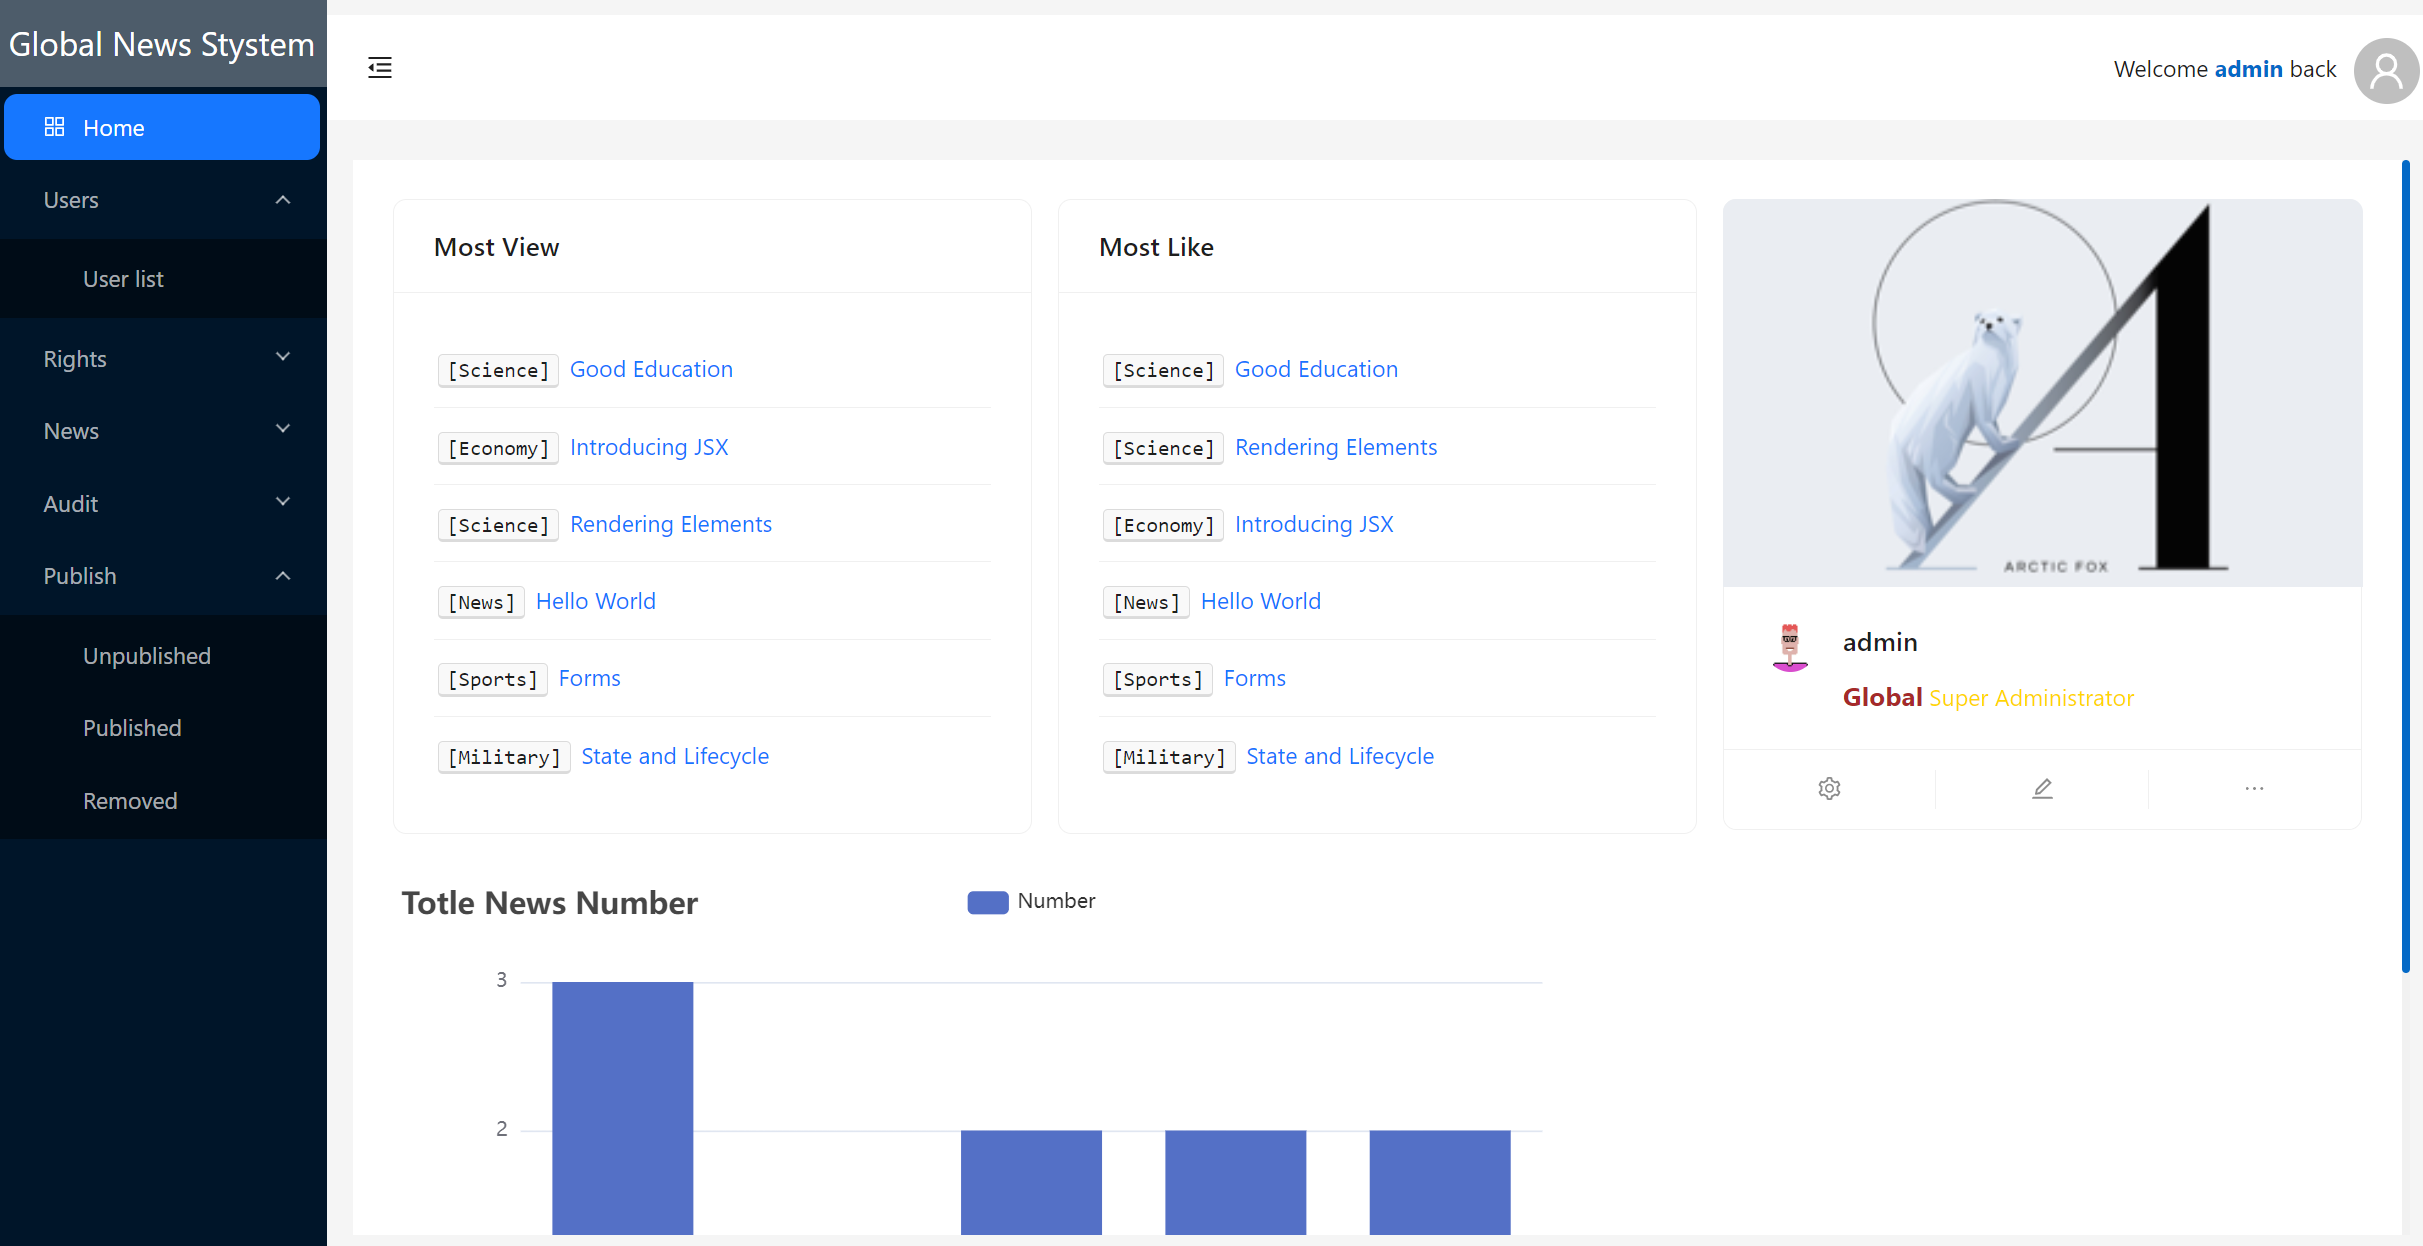 Global News Stystem
Welcome admin back
Home
Users
User list
Rights
News
Audit
Publish
Unpublished
Published
Removed
Most View
[Science] Good Education
[Economy] Introducing JSX
[Science] Rendering Elements
[News] Hello World
[Sports] Forms
[Military] State and Lifecycle
Most Like
[Science] Good Education
[Science] Rendering Elements
[Economy] Introducing JSX
[News] Hello World
[Sports] Forms
[Military] State and Lifecycle
A
ARCTIC FOX
admin
Global Super Administrator
Totle News Number
Number
3
2